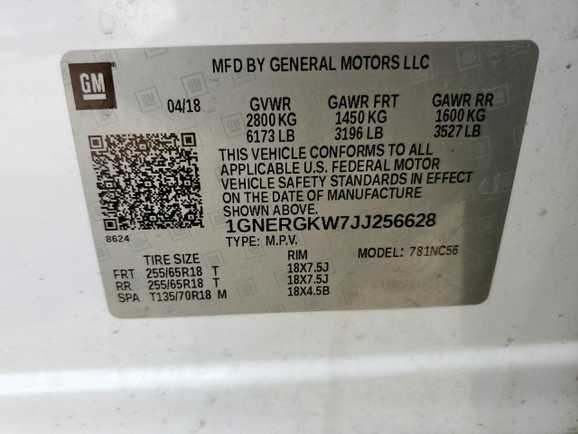 GM
MFD BY GENERAL MOTORS LLC
04/18 GVWR GAWR FRT GAWR RR
2800 KG 1450 KG 1600 KG
6173 LB 3196 LB 3527 LB
THIS VEHICLE CONFORMS TO ALL
APPLICABLE U.S. FEDERAL MOTOR
VEHICLE SAFETY STANDARDS IN EFFECT
ON THE DATE OF MANUFACTURE
SHOWN ABOVE.
1GNERGKW7JJ256628
8624
TYPE: M.P.V. MODEL: 781NC56
TIRE SIZE RIM
FRT 255/65R18 T 18X7.5J
RR 255/65R18 T 18X7.5J
SPA T135/70R18 M 18X4.5B